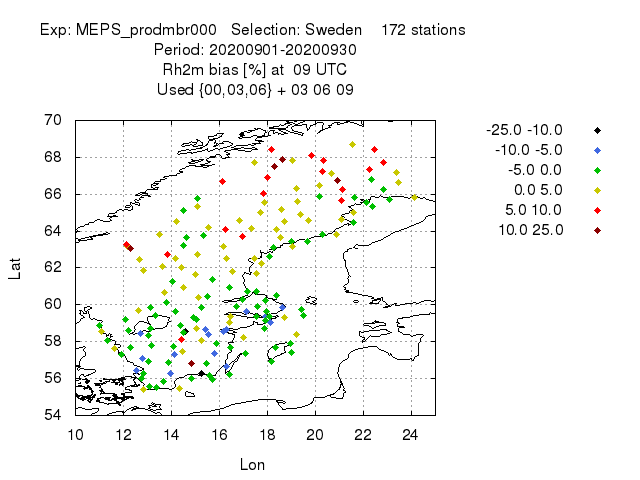 Exp: MEPS_prodmbr000 Selection: Sweden 172 stations
Period: 20200901-20200930
Rh2m bias [%] at 09 UTC
Used {00,03,06} + 03 06 09
70
68
66
64
62
60
58
56
54
Lat
10 12 14 16 18 20 22 24
Lon
-25.0 -10.0
-10.0 -5.0
-5.0 0.0
0.0 5.0
5.0 10.0
10.0 25.0